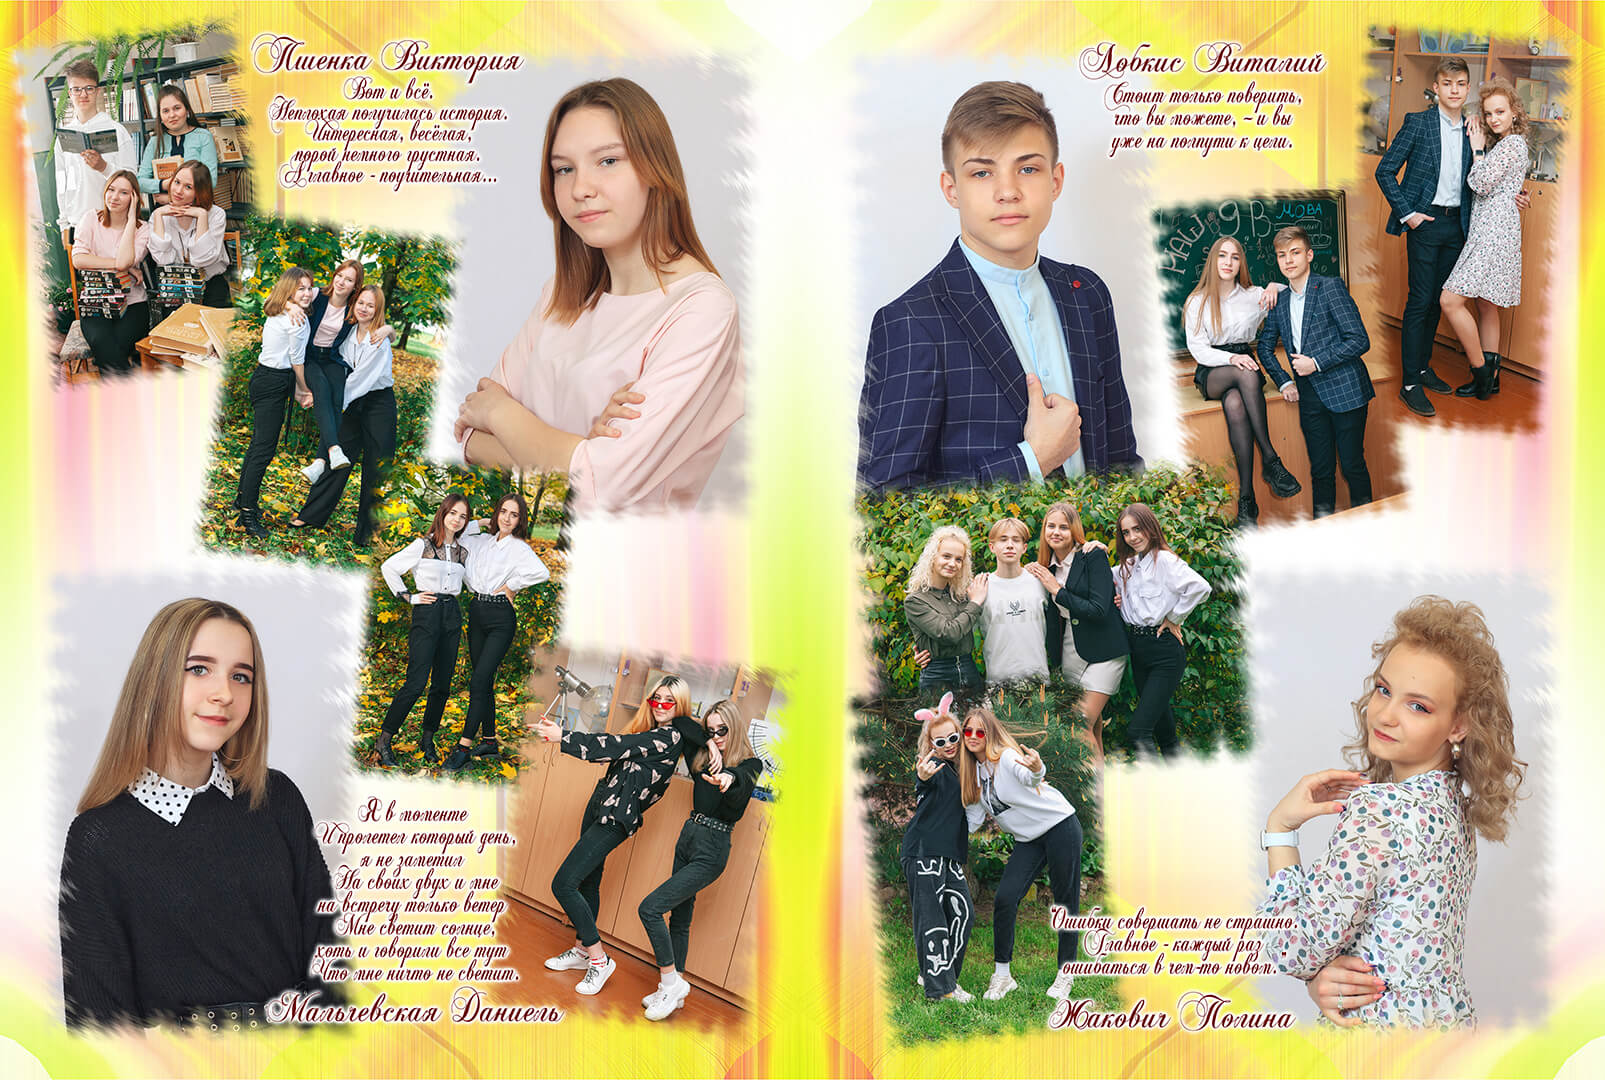 Пшенка Виктория
Вот и всё.
Неплохая получилась история.
Интересная, весёлая,
порой немного грустная.
А главное - поучительная...
Я в моменте
И пролетел который день,
я не заметил
На своих двух и мне
на встречу только ветер
Мне светит солнце,
хоть и говорили все тут
Что мне ничто не светит.
Мальчевская Даниель
Лобкис Виталий
Стоит только поверить,
что вы можете, ~ и вы
уже на полпути к цели.
НАШ 9 В
МОВА
"Ошибки совершать не страшно.
Главное - каждый раз
ошибаться в чем-то новом."
Жакович Полина